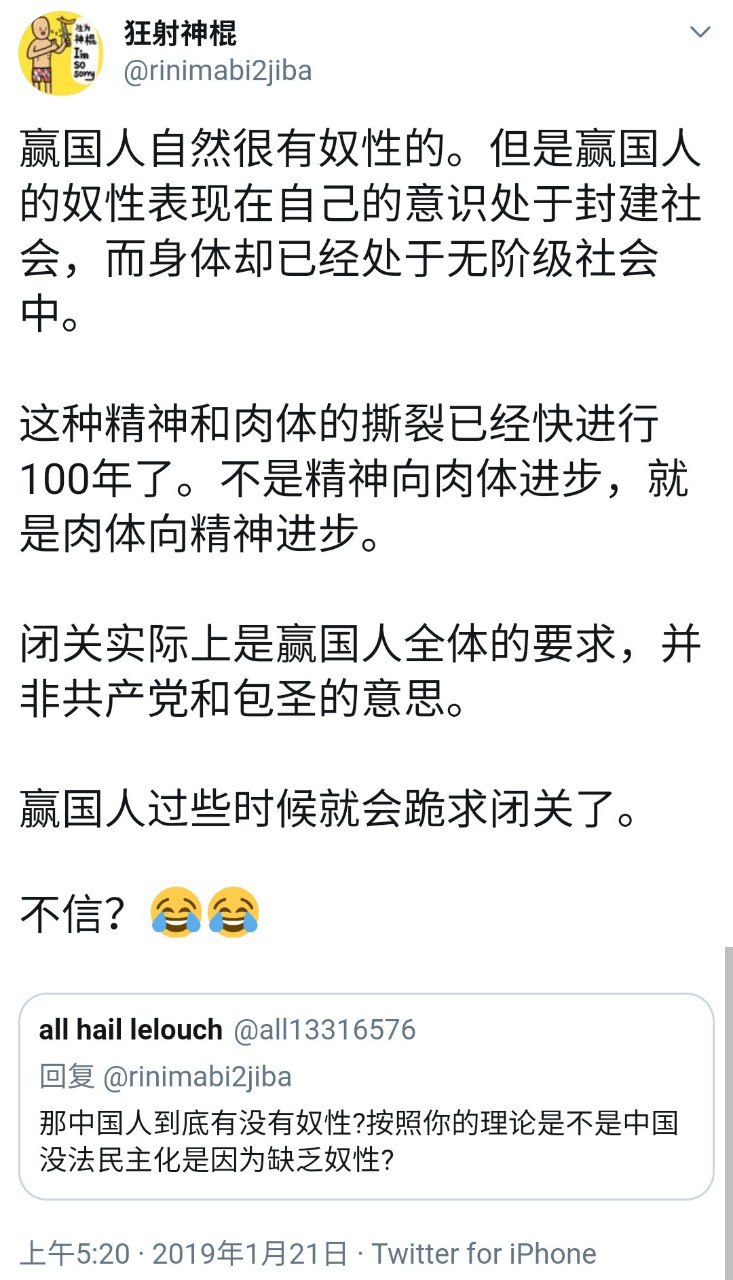 生为
神棍
I'm
so
sorry
狂射神棍
@rinimabi2jiba
赢国人自然很有奴性的。但是赢国人
的奴性表现在自己的意识处于封建社
会，而身体却已经处于无阶级社会
中。
这种精神和肉体的撕裂已经快进行
100年了。不是精神向肉体进步，就
是肉体向精神进步。
闭关实际上是赢国人全体的要求，并
非共产党和包圣的意思。
赢国人过些时候就会跪求闭关了。
不信？😂😂
all hail lelouch @all13316576
回复 @rinimabi2jiba
那中国人到底有没有奴性?按照你的理论是不是中国
没法民主化是因为缺乏奴性?
上午5:20 · 2019年1月21日 · Twitter for iPhone